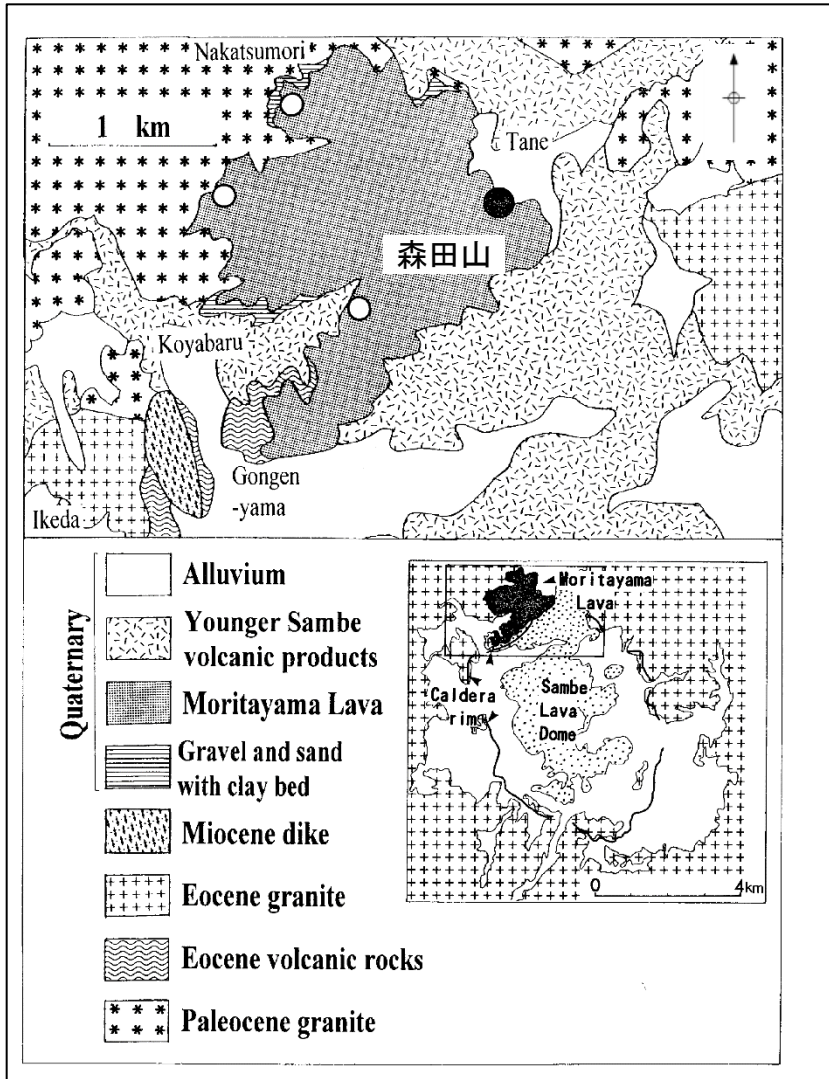 Nakatsumori
1 km
Tane
森田山
Koyabaru
Gongen
-yama
Ikeda
Quaternary
Alluvium
Younger Sambe
volcanic products
Moritayama Lava
Gravel and sand
with clay bed
Miocene dike
Eocene granite
Eocene volcanic rocks
Paleocene granite
Moritayama
Lava
Caldera
rim
Sambe
Lava
Dome
0 4km